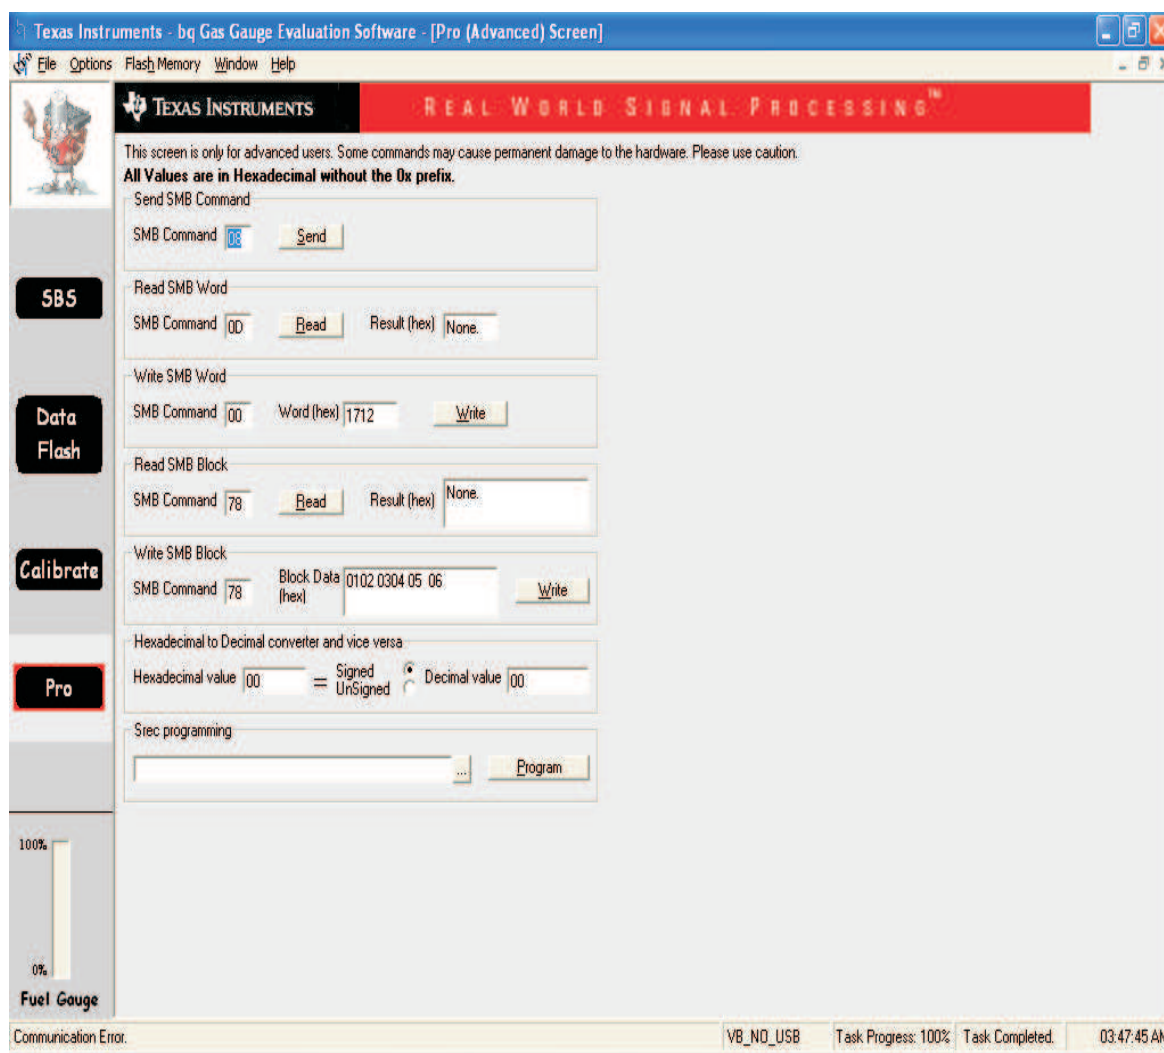 Texas Instruments - bq Gas Gauge Evaluation Software - [Pro (Advanced) Screen]
File Options Flash Memory Window Help
TEXAS INSTRUMENTS REAL WORLD SIGNAL PROCESSING™
This screen is only for advanced users. Some commands may cause permanent damage to the hardware. Please use caution.
All Values are in Hexadecimal without the 0x prefix.
Send SMB Command
SMB Command 08 Send
SBS
Read SMB Word
SMB Command 0D Read Result (hex) None.
Write SMB Word
SMB Command 00 Word (hex) 1712 Write
Data
Flash
Read SMB Block
SMB Command 78 Read Result (hex) None.
Write SMB Block
SMB Command 78 Block Data (hex) 0102 0304 05 06 Write
Calibrate
Hexadecimal to Decimal converter and vice versa
Hexadecimal value 00 = Signed UnSigned Decimal value 00
Pro
Srec programming
... Program
100%
0%
Fuel Gauge
Communication Error. VB_NO_USB Task Progress: 100% Task Completed. 03:47:45 AM